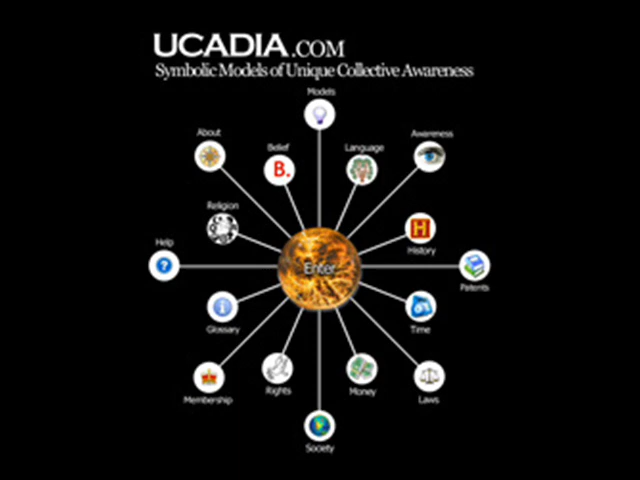 UCADIA.COM
Symbolic Models of Unique Collective Awareness
Models
About
Awareness
Belief
B.
Language
Religion
H
History
Help
?
Enter
Patents
Glossary
i
Time
Membership
Rights
Money
Laws
Society